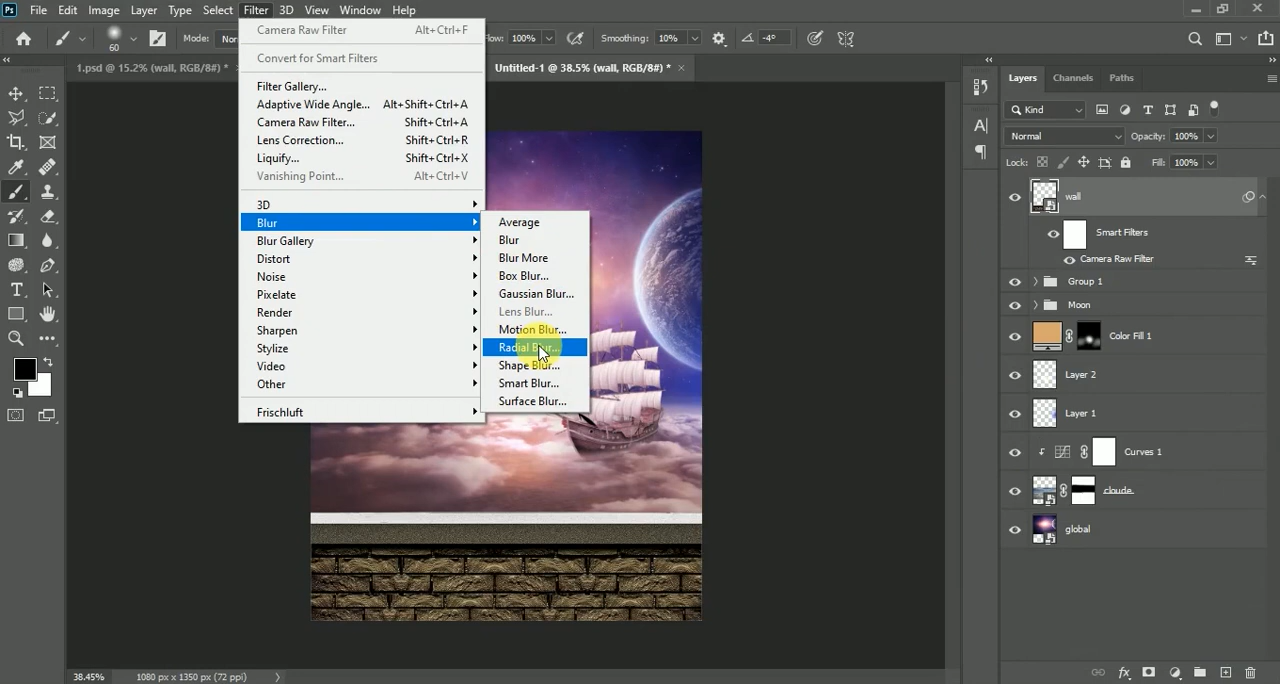 Ps File Edit Image Layer Type Select Filter 3D View Window Help
60 Mode: Flow: 100% Smoothing: 10% -4°
1.psd @ 15.2% (wall, RGB/8#) *
Untitled-1 @ 38.5% (wall, RGB/8#) * ×
Camera Raw Filter Alt+Ctrl+F
Convert for Smart Filters
Filter Gallery...
Adaptive Wide Angle... Alt+Shift+Ctrl+A
Camera Raw Filter... Shift+Ctrl+A
Lens Correction... Shift+Ctrl+R
Liquify... Shift+Ctrl+X
Vanishing Point... Alt+Ctrl+V
3D
Blur
Blur Gallery
Distort
Noise
Pixelate
Render
Sharpen
Stylize
Video
Other
Frischluft
Average
Blur
Blur More
Box Blur...
Gaussian Blur...
Lens Blur...
Motion Blur...
Radial Blur...
Shape Blur...
Smart Blur...
Surface Blur...
Layers Channels Paths
Kind
Normal Opacity: 100%
Lock: Fill: 100%
wall
Smart Filters
Camera Raw Filter
Group 1
Moon
Color Fill 1
Layer 2
Layer 1
Curves 1
cloude
global
38.45% 1080 px x 1350 px (72 ppi)